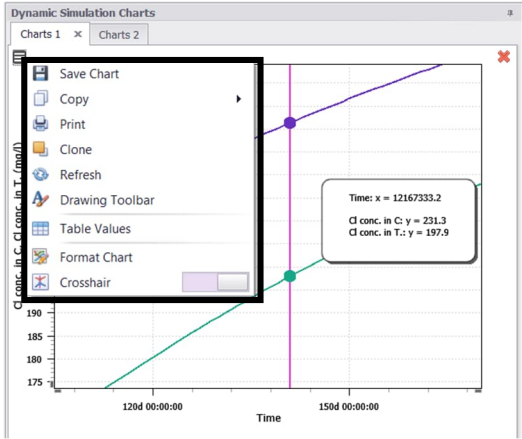 Dynamic Simulation Charts
Charts 1
Charts 2
Save Chart
Copy
Print
Clone
Refresh
Drawing Toolbar
Table Values
Format Chart
Crosshair
Cl conc. in C, Cl conc. in T. (mg/l)
Time: x = 12167333.2
Cl conc. in C: y = 231.3
Cl conc. in T.: y = 197.9
190
185
180
175
120d 00:00:00
150d 00:00:00
Time